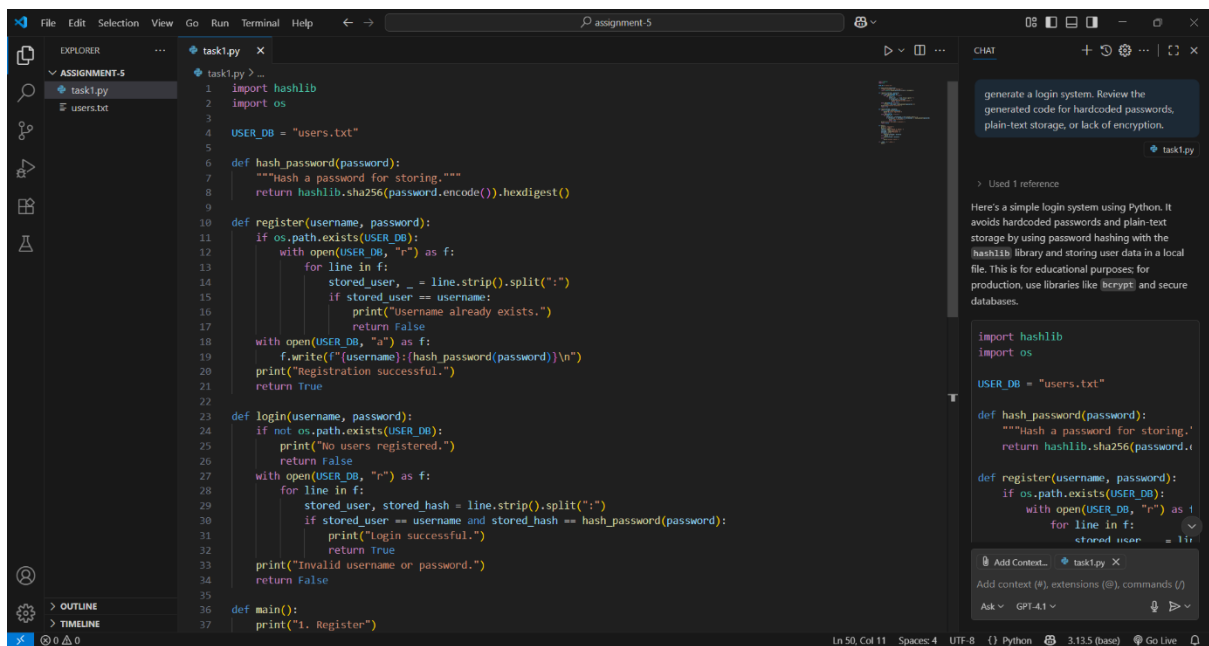 File Edit Selection View Go Run Terminal Help
assignment-5
EXPLORER
ASSIGNMENT-5
task1.py
users.txt
task1.py
task1.py > ...
1 import hashlib
2 import os
3
4 USER_DB = "users.txt"
5
6 def hash_password(password):
7 """Hash a password for storing."""
8 return hashlib.sha256(password.encode()).hexdigest()
9
10 def register(username, password):
11 if os.path.exists(USER_DB):
12 with open(USER_DB, "r") as f:
13 for line in f:
14 stored_user, _ = line.strip().split(":")
15 if stored_user == username:
16 print("Username already exists.")
17 return False
18 with open(USER_DB, "a") as f:
19 f.write(f"{username}:{hash_password(password)}\n")
20 print("Registration successful.")
21 return True
22
23 def login(username, password):
24 if not os.path.exists(USER_DB):
25 print("No users registered.")
26 return False
27 with open(USER_DB, "r") as f:
28 for line in f:
29 stored_user, stored_hash = line.strip().split(":")
30 if stored_user == username and stored_hash == hash_password(password):
31 print("Login successful.")
32 return True
33 print("Invalid username or password.")
34 return False
35
36 def main():
37 print("1. Register")
OUTLINE
TIMELINE
CHAT
generate a login system. Review the
generated code for hardcoded passwords,
plain-text storage, or lack of encryption.
task1.py
> Used 1 reference
Here's a simple login system using Python. It
avoids hardcoded passwords and plain-text
storage by using password hashing with the
hashlib library and storing user data in a local
file. This is for educational purposes; for
production, use libraries like bcrypt and secure
databases.
import hashlib
import os
USER_DB = "users.txt"
def hash_password(password):
"""Hash a password for storing."
return hashlib.sha256(password.e
def register(username, password):
if os.path.exists(USER_DB):
with open(USER_DB, "r") as f
for line in f:
stored_user, _ = lin
Add Context... task1.py
Add context (#), extensions (@), commands (/)
Ask GPT-4.1
0 0
Ln 50, Col 11 Spaces: 4 UTF-8 {} Python 3.13.5 (base) Go Live